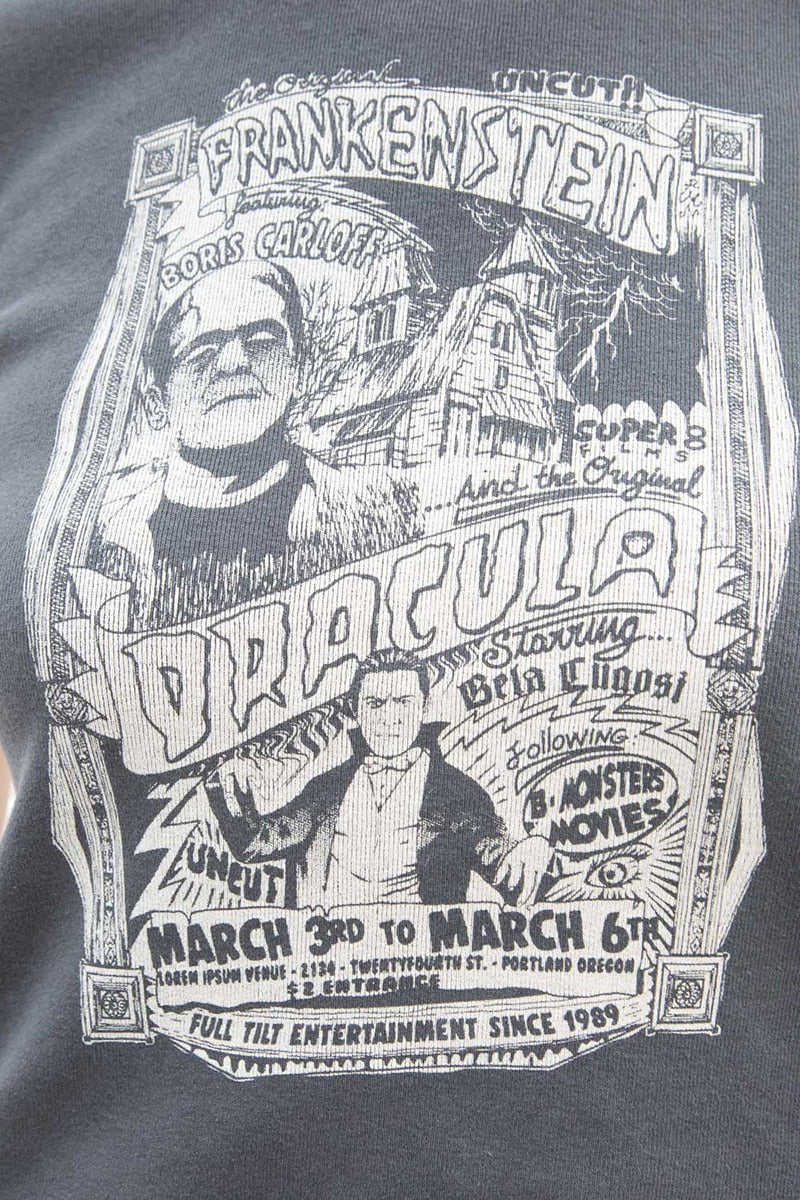 the Original
UNCUT!!
FRANKENSTEIN
featuring
BORIS CARLOFF
SUPER 8
FILMS
...And the Original
DRACULA
Starring...
Bela Lugosi
following:
B. MONSTERS
MOVIES
UNCUT
MARCH 3RD TO MARCH 6TH
LOREM IPSUM VENUE - 2134 - TWENTYFOURTH ST. - PORTLAND OREGON
$2 ENTRANCE
FULL TILT ENTERTAINMENT SINCE 1989